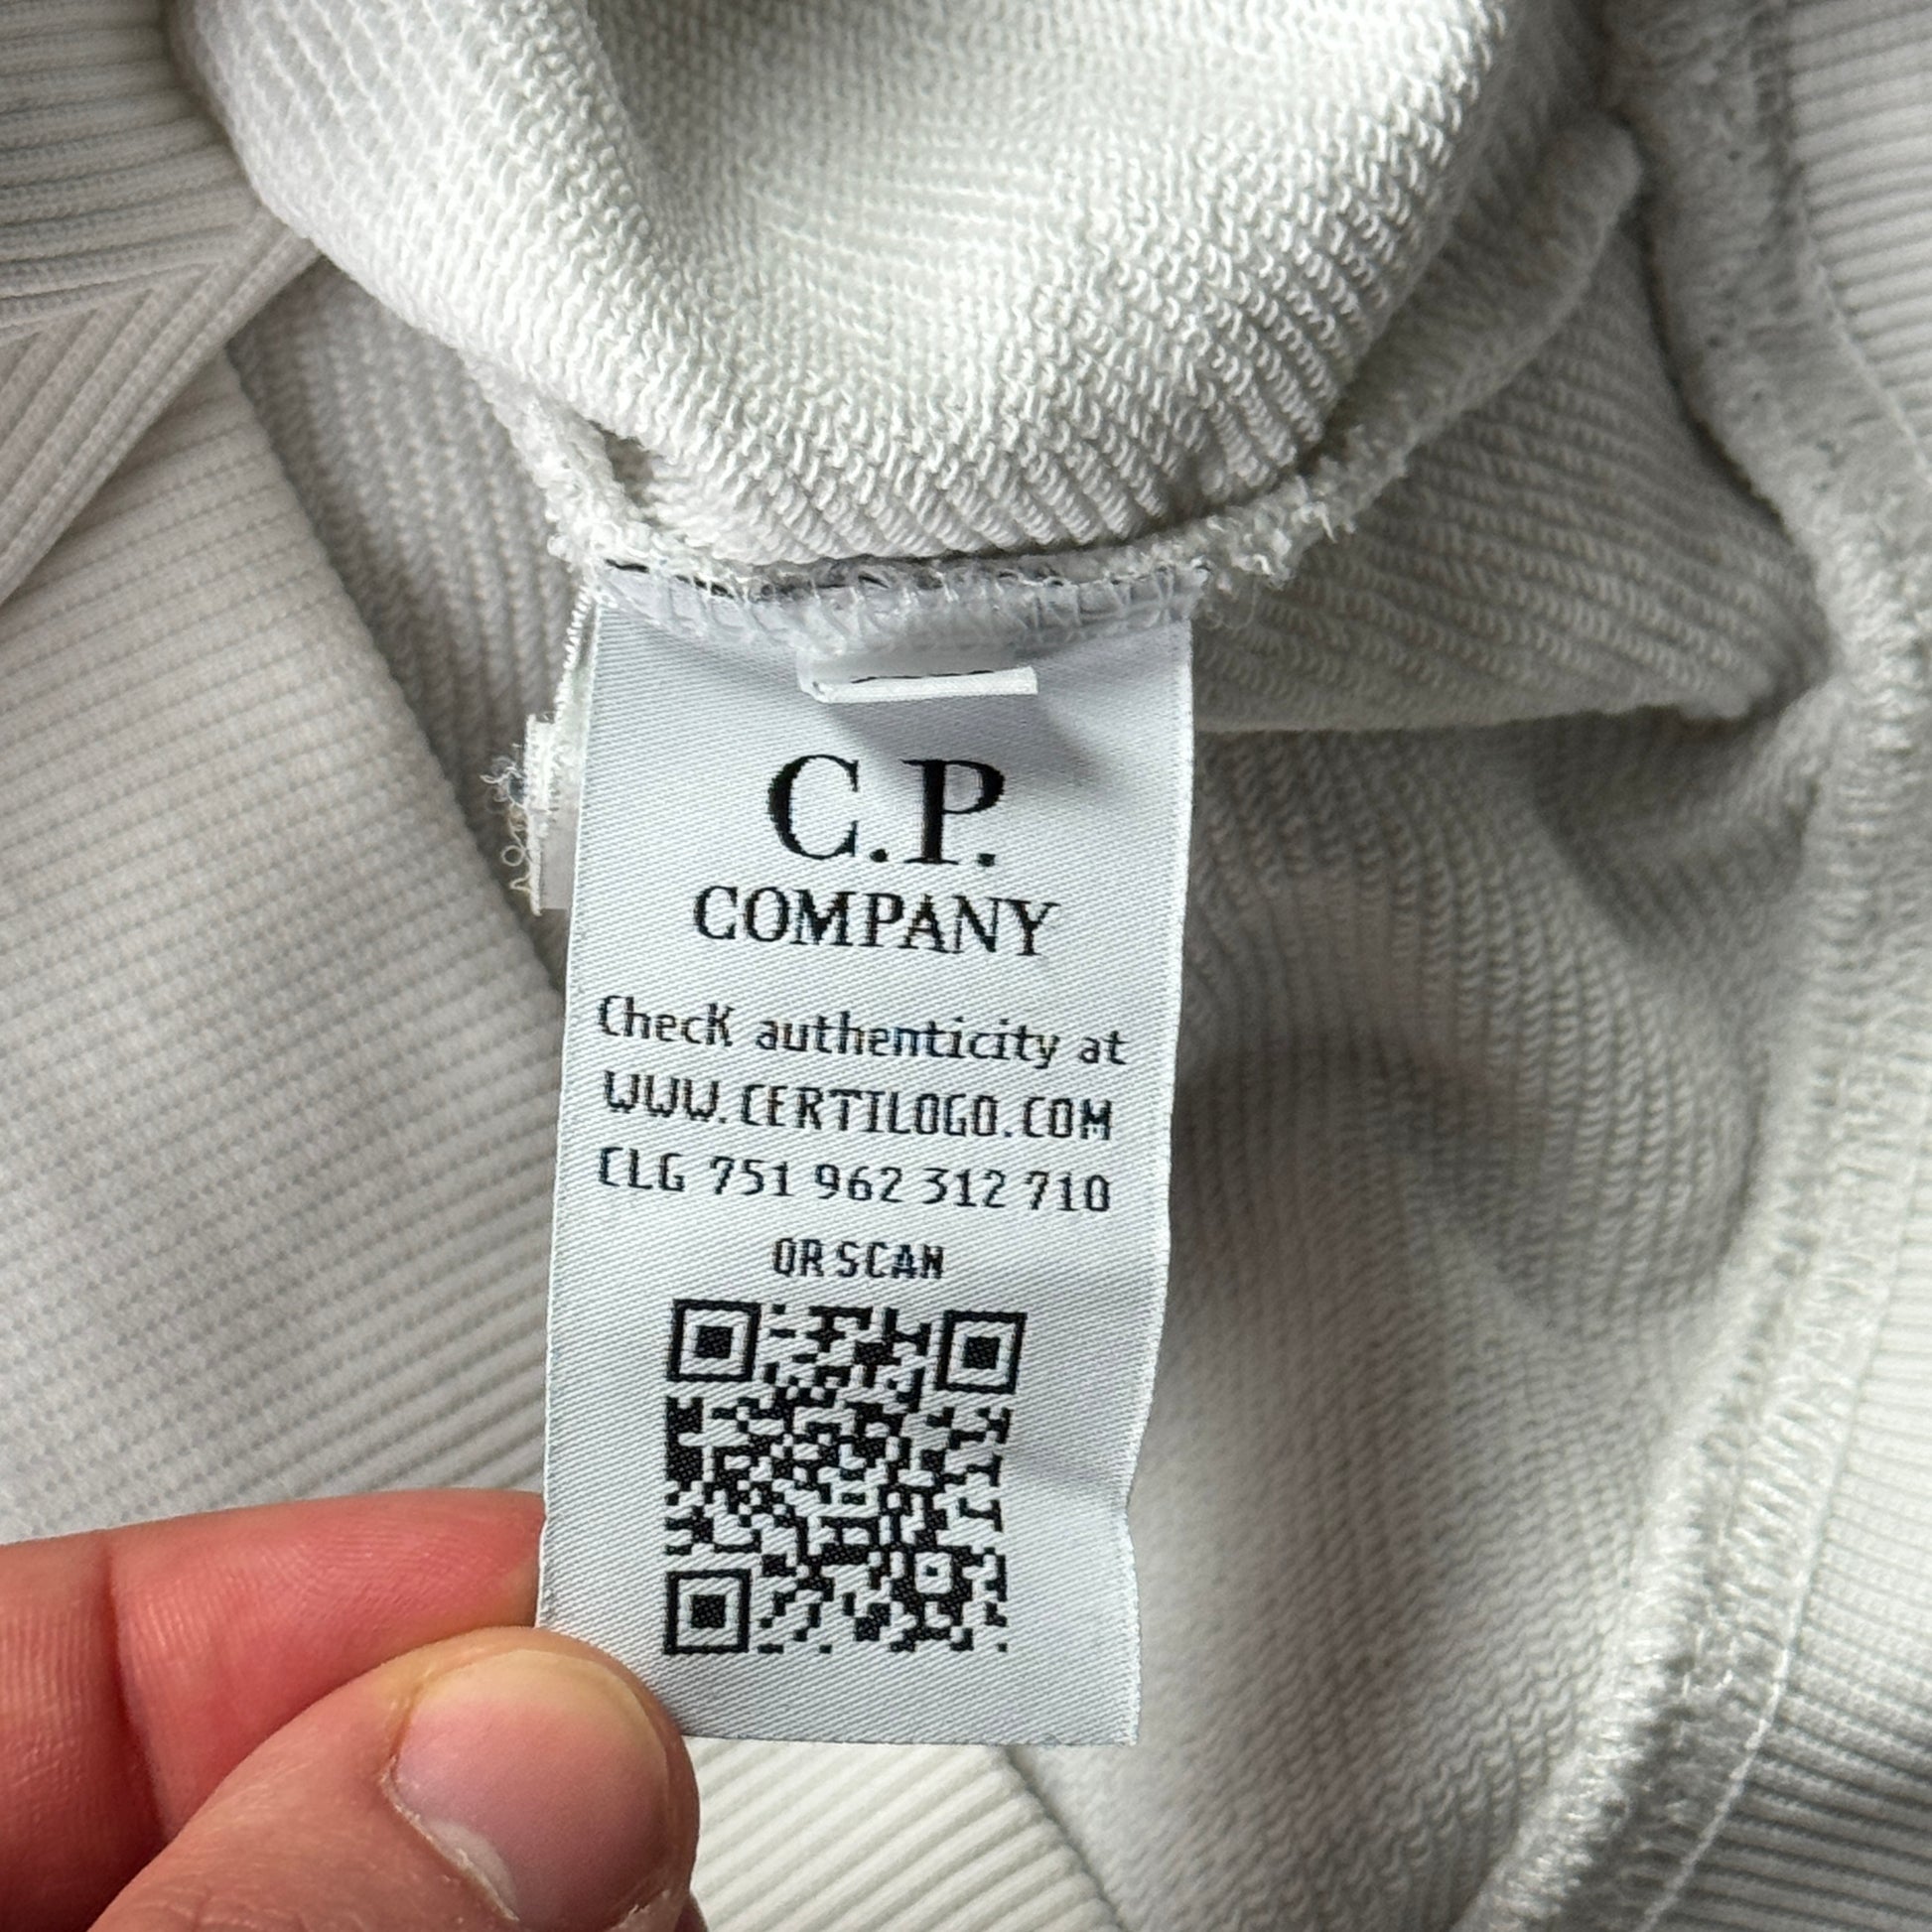 C.P.
COMPANY
Check authenticity at
WWW.CERTILOGO.COM
CLG 751 962 312 710
OR SCAN